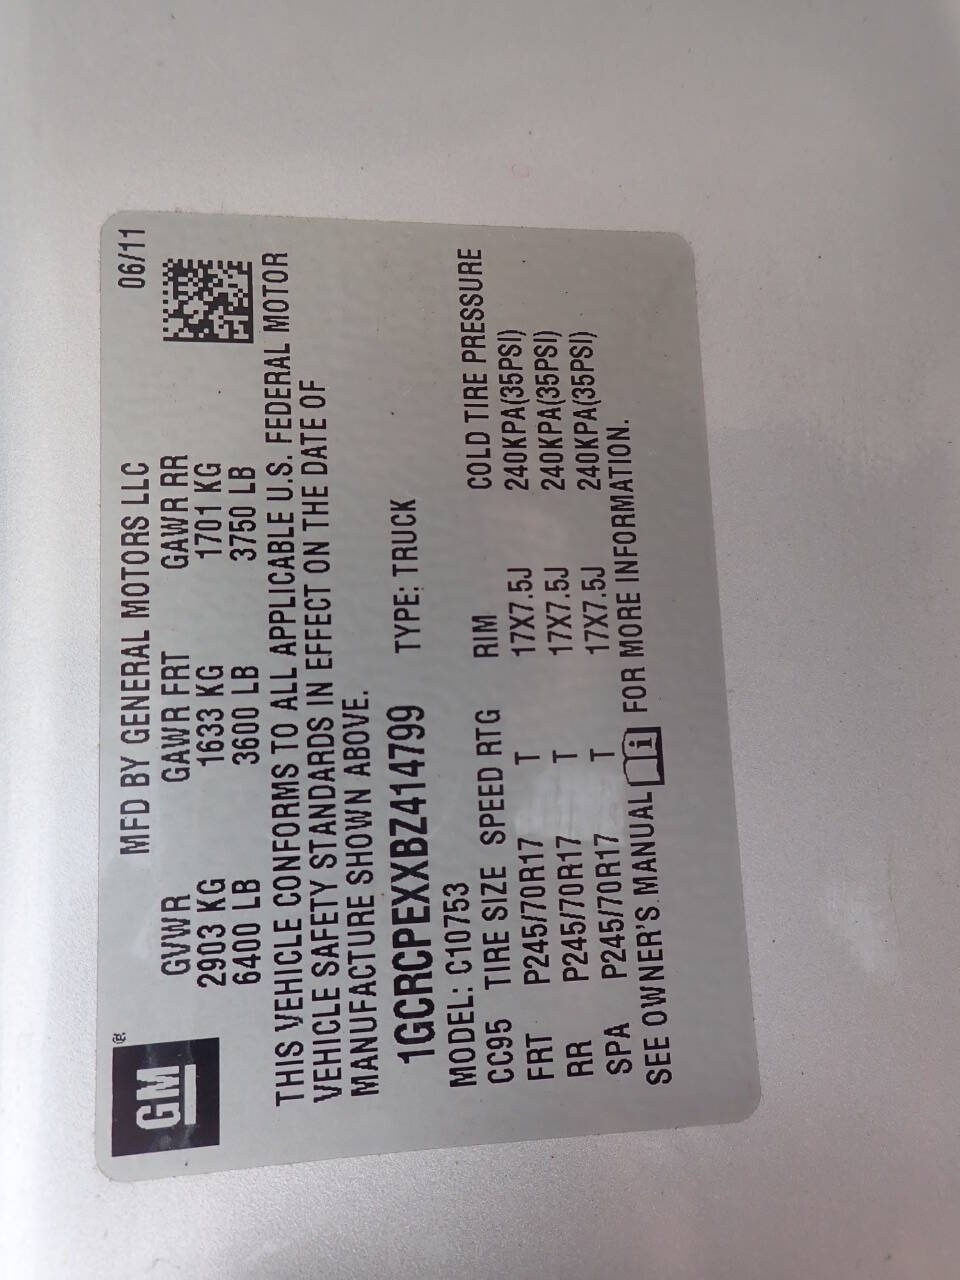 GM ®
MFD BY GENERAL MOTORS LLC 06/11
GVWR GAWR FRT GAWR RR
2903 KG 1633 KG 1701 KG
6400 LB 3600 LB 3750 LB
THIS VEHICLE CONFORMS TO ALL APPLICABLE U.S. FEDERAL MOTOR
VEHICLE SAFETY STANDARDS IN EFFECT ON THE DATE OF
MANUFACTURE SHOWN ABOVE.
1GCRCPEXXBZ414799 TYPE: TRUCK
MODEL: C10753
CC95 TIRE SIZE SPEED RTG RIM COLD TIRE PRESSURE
FRT P245/70R17 T 17X7.5J 240KPA(35PSI)
RR P245/70R17 T 17X7.5J 240KPA(35PSI)
SPA P245/70R17 T 17X7.5J 240KPA(35PSI)
SEE OWNER'S MANUAL i FOR MORE INFORMATION.